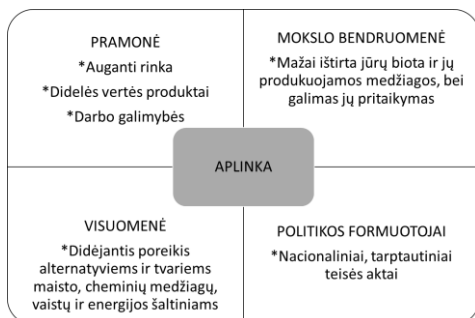 PRAMONĖ
*Auganti rinka
*Didelės vertės produktai
*Darbo galimybės
MOKSLO BENDRUOMENĖ
*Mažai ištirta jūrų biota ir jų
produkuojamos medžiagos, bei
galimas jų pritaikymas
APLINKA
VISUOMENĖ
*Didėjantis poreikis
alternatyviems ir tvariems
maisto, cheminių medžiagų,
vaistų ir energijos šaltiniams
POLITIKOS FORMUOTOJAI
*Nacionaliniai, tarptautiniai
teisės aktai